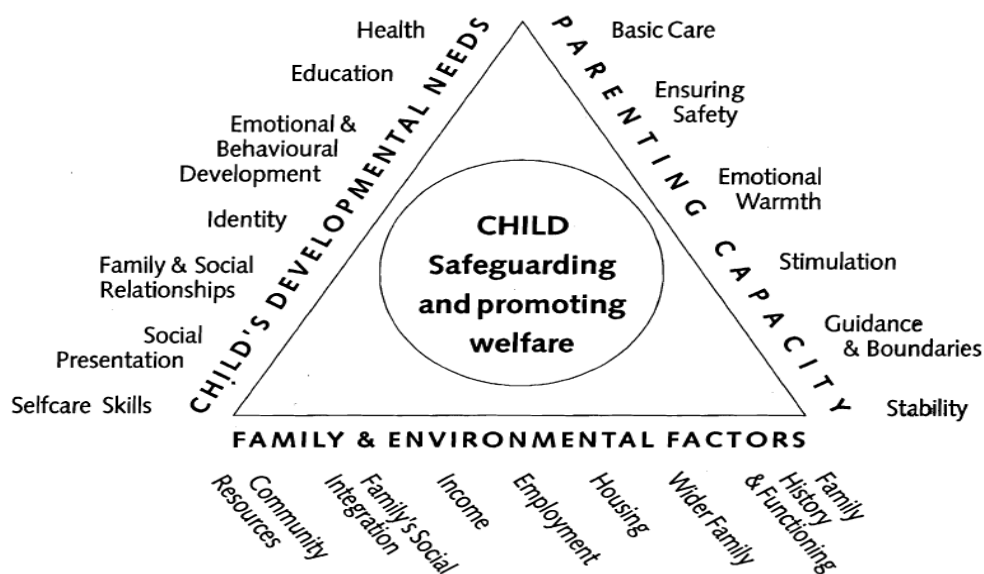 Health
Education
Emotional &
Behavioural
Development
Identity
Family & Social
Relationships
Social
Presentation
Selfcare Skills
CHILD'S DEVELOPMENTAL NEEDS
PARENTING CAPACITY
Basic Care
Ensuring
Safety
Emotional
Warmth
Stimulation
Guidance
& Boundaries
Stability
CHILD
Safeguarding
and promoting
welfare
FAMILY & ENVIRONMENTAL FACTORS
Community
Resources
Family's Social
Integration
Income
Employment
Housing
Wider Family
Family
History
& Functioning